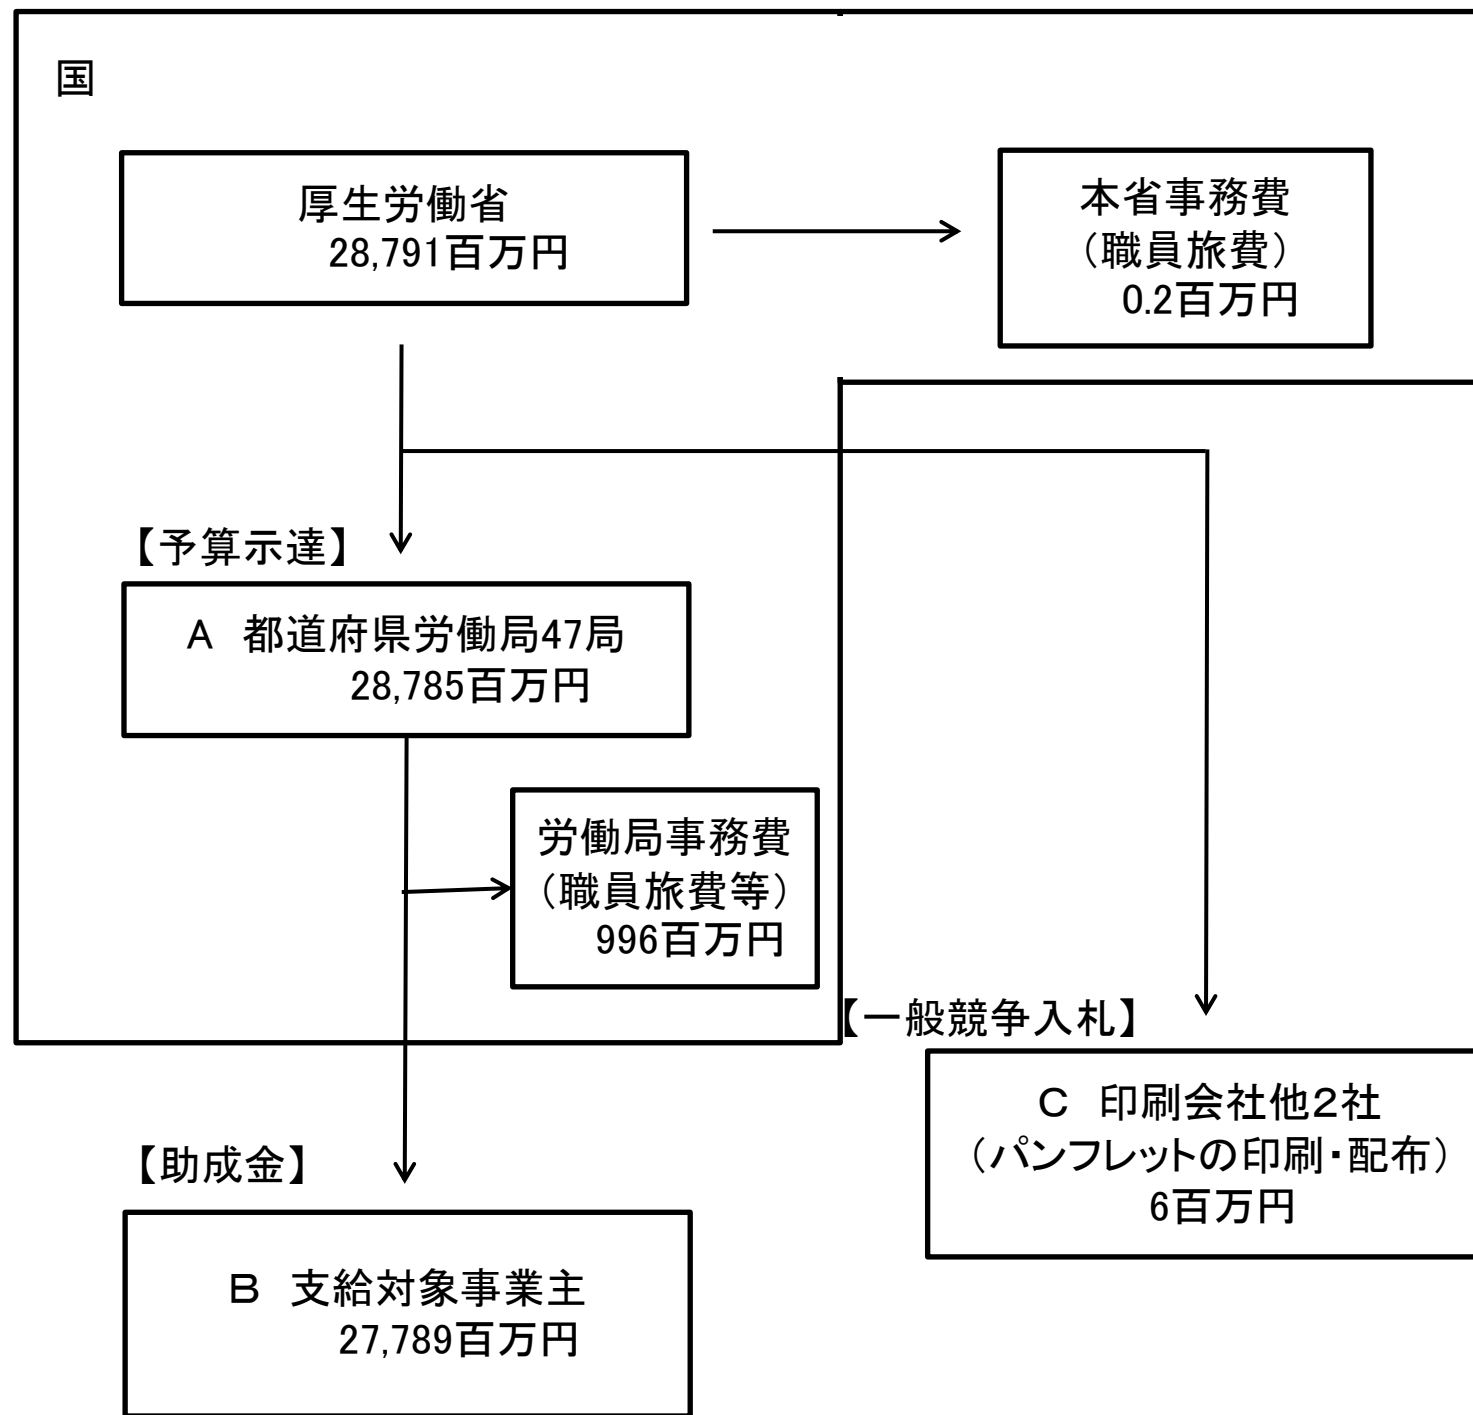 国
厚生労働省
28,791百万円
本省事務費
（職員旅費）
0.2百万円
【予算示達】
A　都道府県労働局47局
28,785百万円
労働局事務費
（職員旅費等）
996百万円
【一般競争入札】
C　印刷会社他2社
（パンフレットの印刷・配布）
6百万円
【助成金】
B　支給対象事業主
27,789百万円